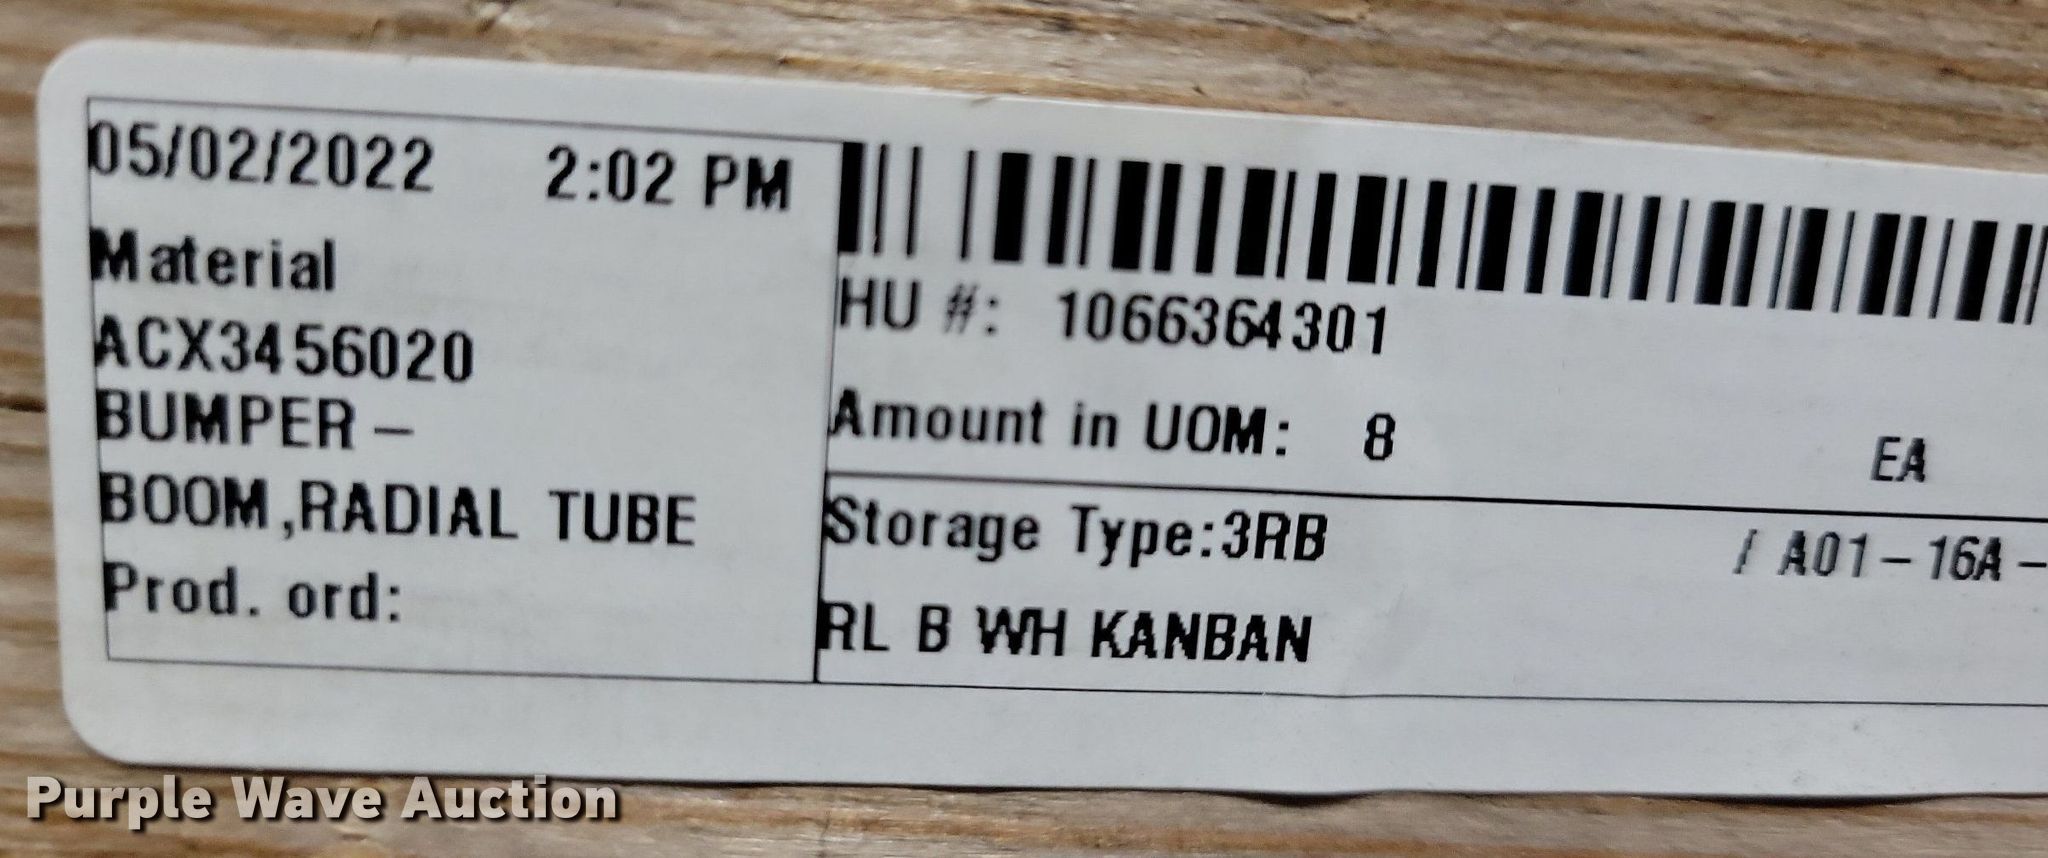 05/02/2022 2:02 PM
Material
ACX3456020
BUMPER –
BOOM,RADIAL TUBE
Prod. ord:
HU #: 1066364301
Amount in UOM: 8 EA
Storage Type:3RB / A01–16A–
RL B WH KANBAN
Purple Wave Auction